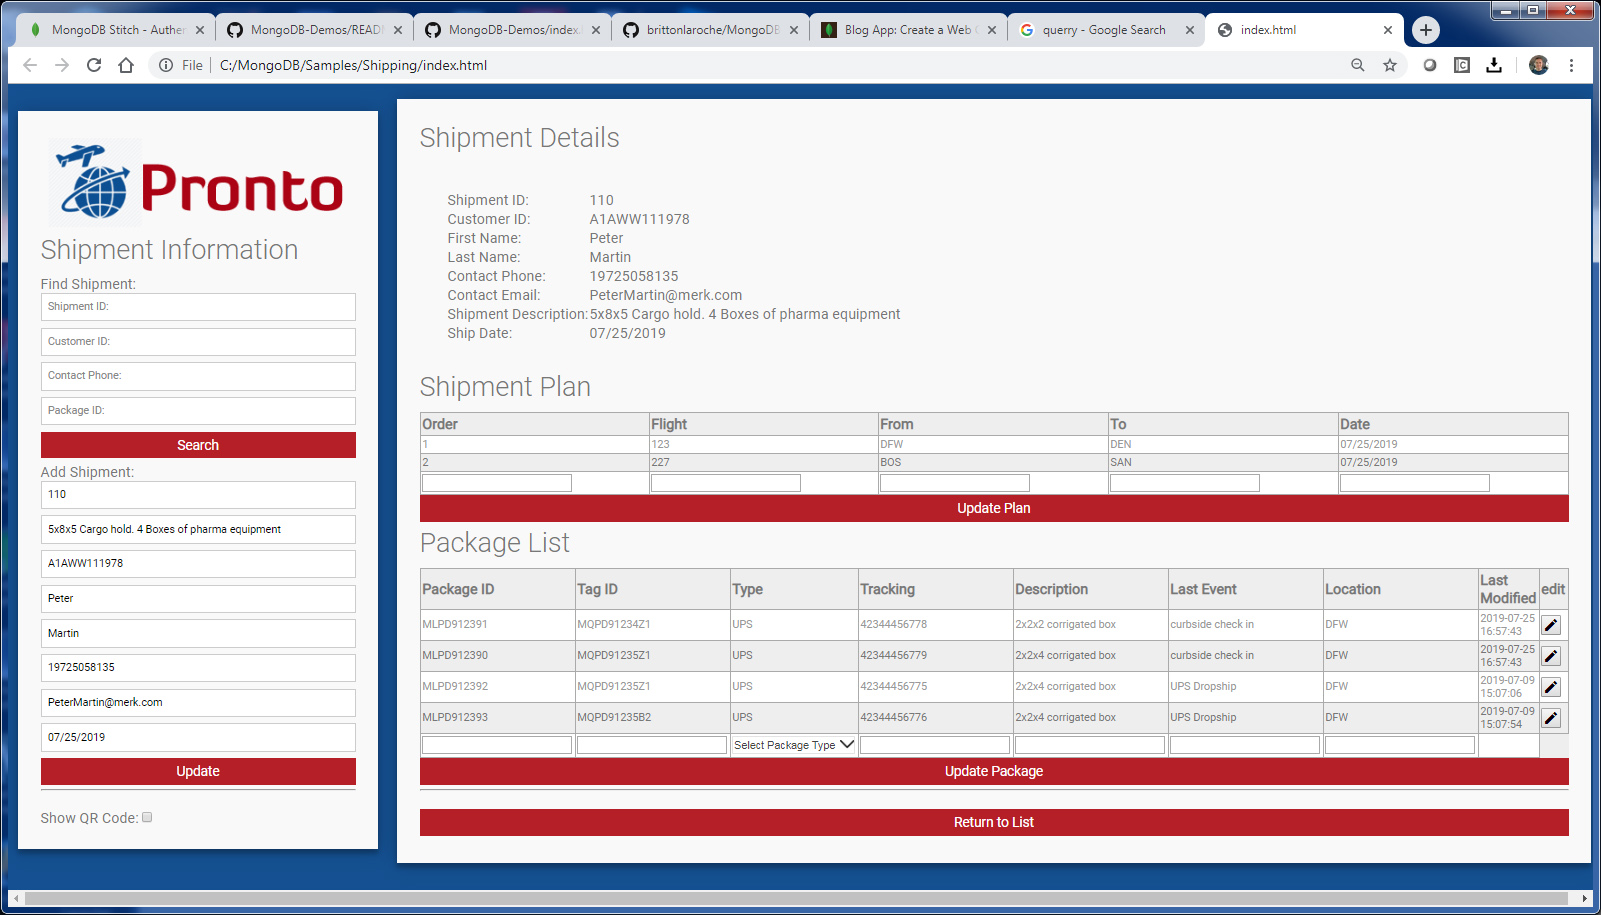 MongoDB Stitch - Auther
MongoDB-Demos/READM
MongoDB-Demos/index.
brittonlaroche/MongoDB
Blog App: Create a Web
querry - Google Search
index.html
File
C:/MongoDB/Samples/Shipping/index.html
Pronto
Shipment Information
Find Shipment:
Shipment ID:
Customer ID:
Contact Phone:
Package ID:
Search
Add Shipment:
110
5x8x5 Cargo hold. 4 Boxes of pharma equipment
A1AWW111978
Peter
Martin
19725058135
PeterMartin@merk.com
07/25/2019
Update
Show QR Code:
Shipment Details
Shipment ID: 110
Customer ID: A1AWW111978
First Name: Peter
Last Name: Martin
Contact Phone: 19725058135
Contact Email: PeterMartin@merk.com
Shipment Description: 5x8x5 Cargo hold. 4 Boxes of pharma equipment
Ship Date: 07/25/2019
Shipment Plan
Order Flight From To Date
1 123 DFW DEN 07/25/2019
2 227 BOS SAN 07/25/2019
Update Plan
Package List
Package ID Tag ID Type Tracking Description Last Event Location Last Modified edit
MLPD912391 MQPD91234Z1 UPS 42344456778 2x2x2 corrigated box curbside check in DFW 2019-07-25 16:57:43
MLPD912390 MQPD91235Z1 UPS 42344456779 2x2x4 corrigated box curbside check in DFW 2019-07-25 16:57:43
MLPD912392 MQPD91235Z1 UPS 42344456775 2x2x4 corrigated box UPS Dropship DFW 2019-07-09 15:07:06
MLPD912393 MQPD91235B2 UPS 42344456776 2x2x4 corrigated box UPS Dropship DFW 2019-07-09 15:07:54
Select Package Type
Update Package
Return to List